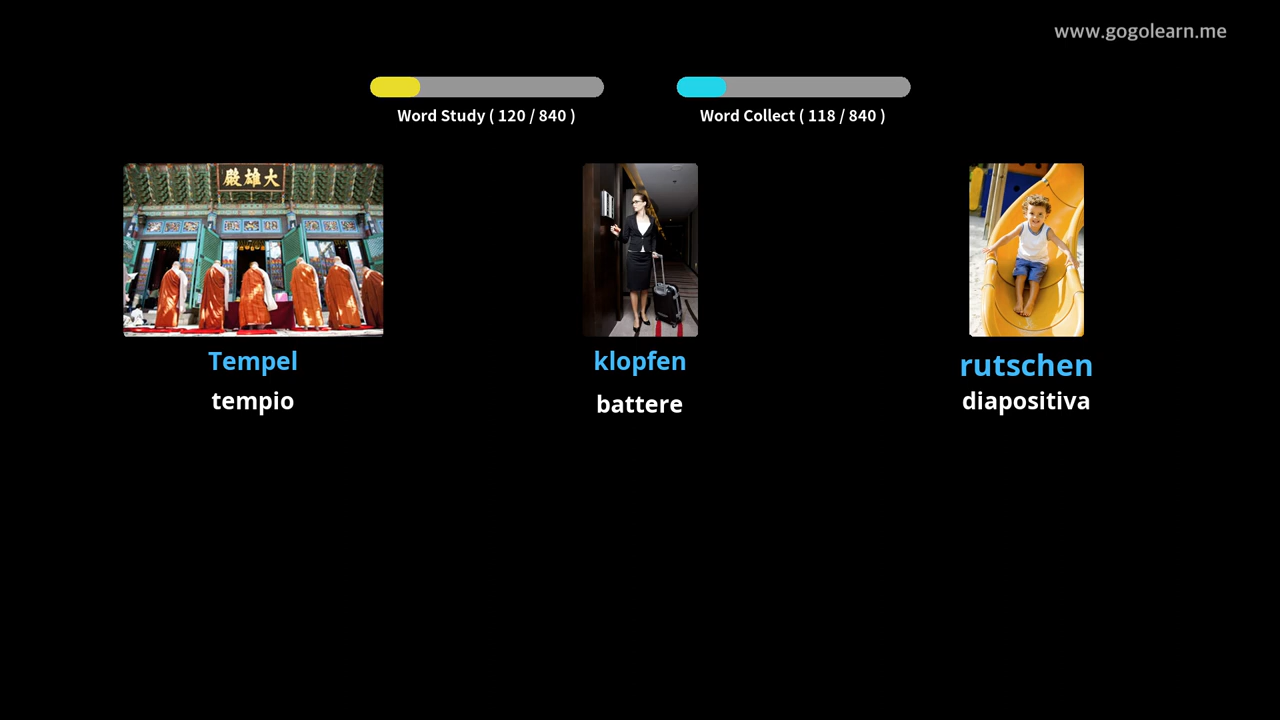 www.gogolearn.me
Word Study ( 120 / 840 )
Word Collect ( 118 / 840 )
殿雄大
Tempel
klopfen
rutschen
tempio
battere
diapositiva